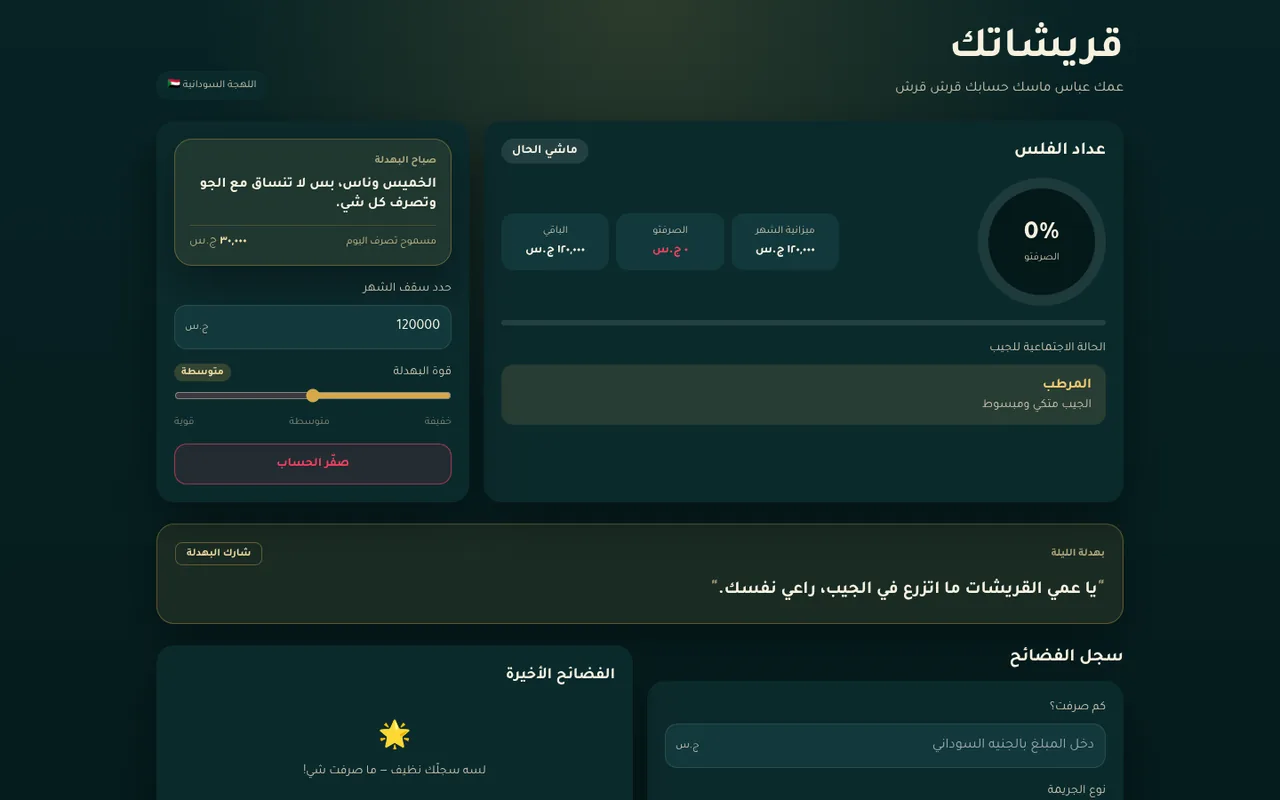 قريشاتك
عمك عباس ماسك حسابك قرش قرش
اللهجة السودانية 🇸🇩
عداد الفلس
ماشي الحال
0%
الصرفتو
ميزانية الشهر
١٢٠,٠٠٠ ج.س
الصرفتو
٠ ج.س
الباقي
١٢٠,٠٠٠ ج.س
الحالة الاجتماعية للجيب
المرطب
الجيب متكي ومبسوط
صباح البهدلة
الخميس وناس، بس لا تنساق مع الجو
وتصرف كل شي.
مسموح تصرف اليوم
٣٠,٠٠٠ ج.س
حدد سقف الشهر
120000
ج.س
قوة البهدلة
متوسطة
خفيفة
متوسطة
قوية
صفّر الحساب
بهدلة الليلة
شارك البهدلة
"يا عمي القريشات ما اتزرع في الجيب، راعي نفسك."
سجل الفضائح
كم صرفت؟
دخل المبلغ بالجنيه السوداني
ج.س
نوع الجريمة
الفضائح الأخيرة
لسه سجلّك نظيف – ما صرفت شي!